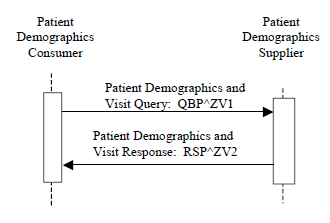 Patient
Demographics
Consumer
Patient
Demographics
Supplier
Patient Demographics and
Visit Query:  QBP^ZV1
Patient Demographics and
Visit Response:  RSP^ZV2